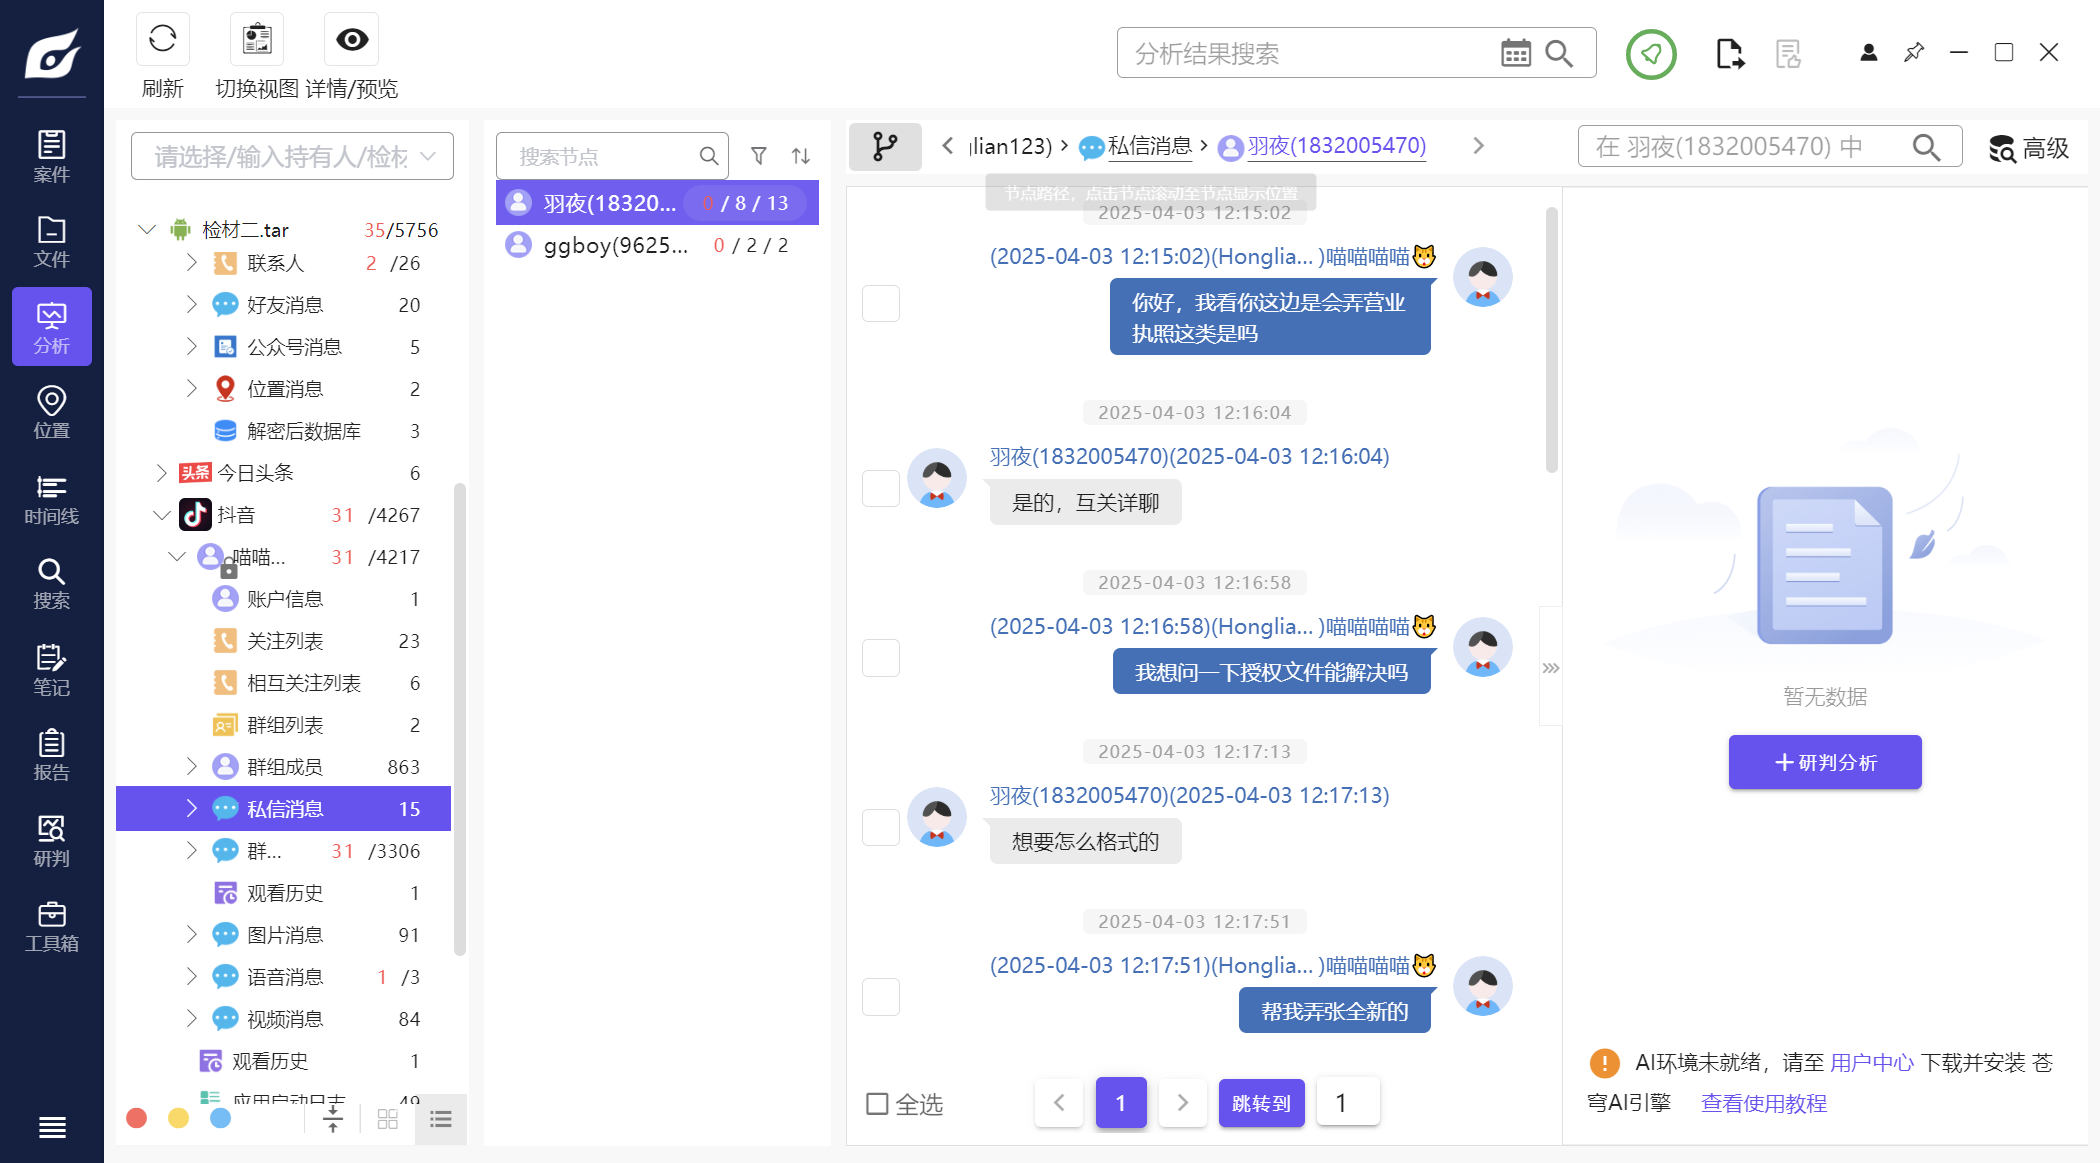 刷新
切换视图
详情/预览
分析结果搜索
案件
文件
分析
位置
时间线
搜索
笔记
报告
研判
工具箱
请选择/输入持有人/检材
检材二.tar 35/5756
联系人 2 /26
好友消息 20
公众号消息 5
位置消息 2
解密后数据库 3
头条 今日头条 6
抖音 31 /4267
喵喵... 31 /4217
账户信息 1
关注列表 23
相互关注列表 6
群组列表 2
群组成员 863
私信消息 15
群... 31 /3306
观看历史 1
图片消息 91
语音消息 1 /3
视频消息 84
观看历史 1
应用启动日志 49
搜索节点
羽夜(18320... 0 / 8 / 13
ggboy(9625... 0 / 2 / 2
lian123) › 私信消息 › 羽夜(1832005470)
在 羽夜(1832005470) 中
高级
节点路径，点击节点滚动至节点显示位置
2025-04-03 12:15:02
(2025-04-03 12:15:02)(Honglia... )喵喵喵喵🐱
你好，我看你这边是会弄营业
执照这类是吗
2025-04-03 12:16:04
羽夜(1832005470)(2025-04-03 12:16:04)
是的，互关详聊
2025-04-03 12:16:58
(2025-04-03 12:16:58)(Honglia... )喵喵喵喵🐱
我想问一下授权文件能解决吗
2025-04-03 12:17:13
羽夜(1832005470)(2025-04-03 12:17:13)
想要怎么格式的
2025-04-03 12:17:51
(2025-04-03 12:17:51)(Honglia... )喵喵喵喵🐱
帮我弄张全新的
全选
1
跳转到
1
暂无数据
研判分析
AI环境未就绪，请至 用户中心 下载并安装 苍
穹AI引擎 查看使用教程